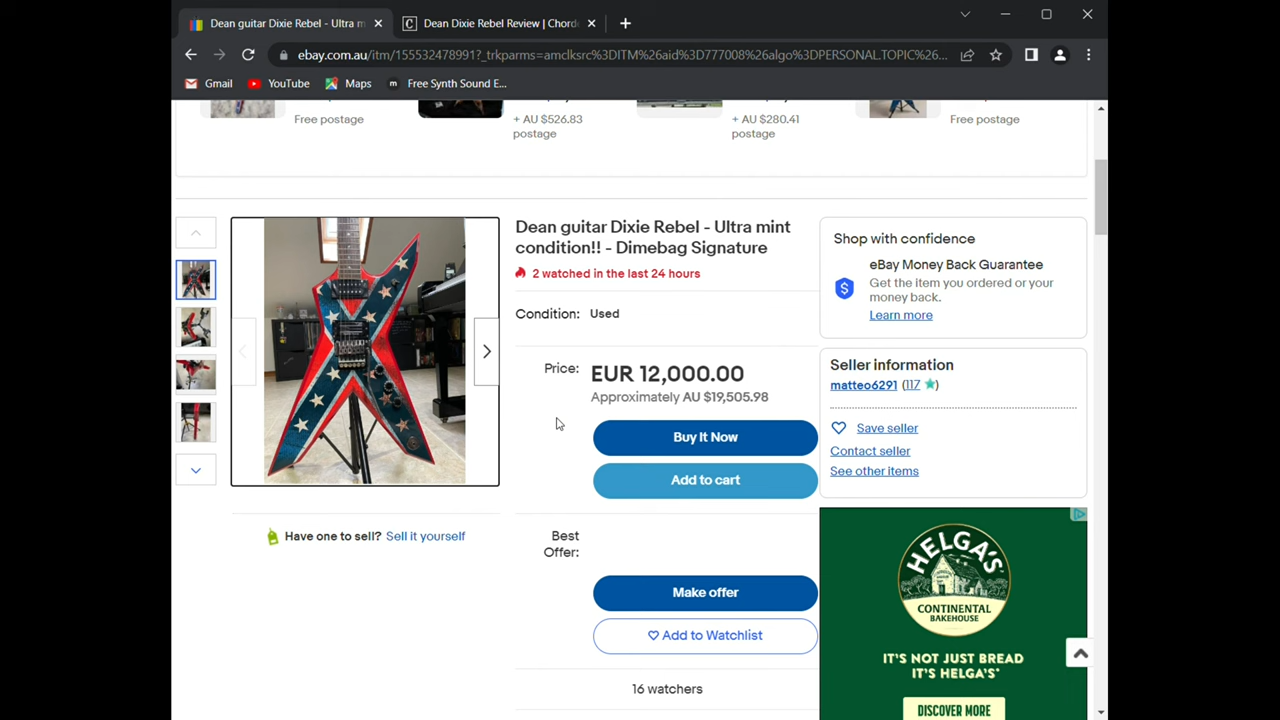 Dean guitar Dixie Rebel - Ultra m
Dean Dixie Rebel Review | Chord
ebay.com.au/itm/155532478991?_trkparms=amclksrc%3DITM%26aid%3D777008%26algo%3DPERSONAL.TOPIC%26...
Gmail
YouTube
Maps
Free Synth Sound E...
Free postage
+ AU $526.83
postage
+ AU $280.41
postage
Free postage
Dean guitar Dixie Rebel - Ultra mint
condition!! - Dimebag Signature
2 watched in the last 24 hours
Condition: Used
Price: EUR 12,000.00
Approximately AU $19,505.98
Buy It Now
Add to cart
Have one to sell? Sell it yourself
Best
Offer:
Make offer
Add to Watchlist
16 watchers
Shop with confidence
eBay Money Back Guarantee
Get the item you ordered or your
money back.
Learn more
Seller information
matteo6291 (117)
Save seller
Contact seller
See other items
HELGA'S
CONTINENTAL
BAKEHOUSE
IT'S NOT JUST BREAD
IT'S HELGA'S
DISCOVER MORE